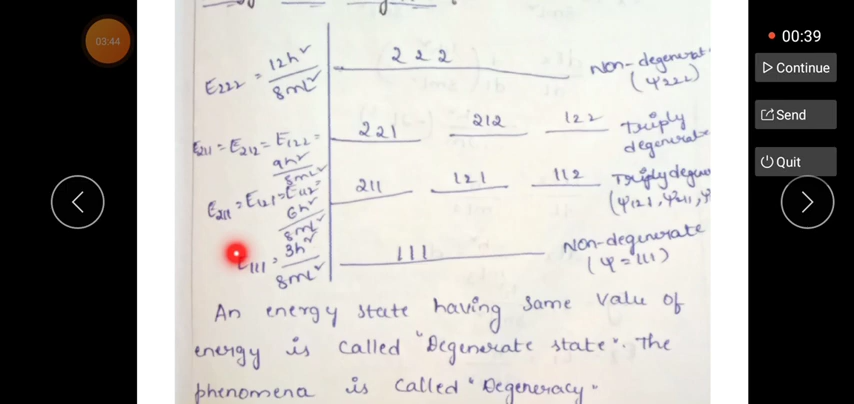 03:44
00:39
Continue
Send
Quit
E222 = 12h²/8mL² 222 Non-degenerat
(ψ222)
E221 = E212 = E122 = 9h²/8mL² 221 212 122 Triply
degenerate
E211 = E121 = E112 = 6h²/8mL² 211 121 112 Triply degen
(ψ121, ψ211, ψ
E111 = 3h²/8mL² 111 Non-degenerate
(ψ = 111)
An energy state having same value of
energy is called "Degenerate state". The
phenomena is called "Degeneracy".